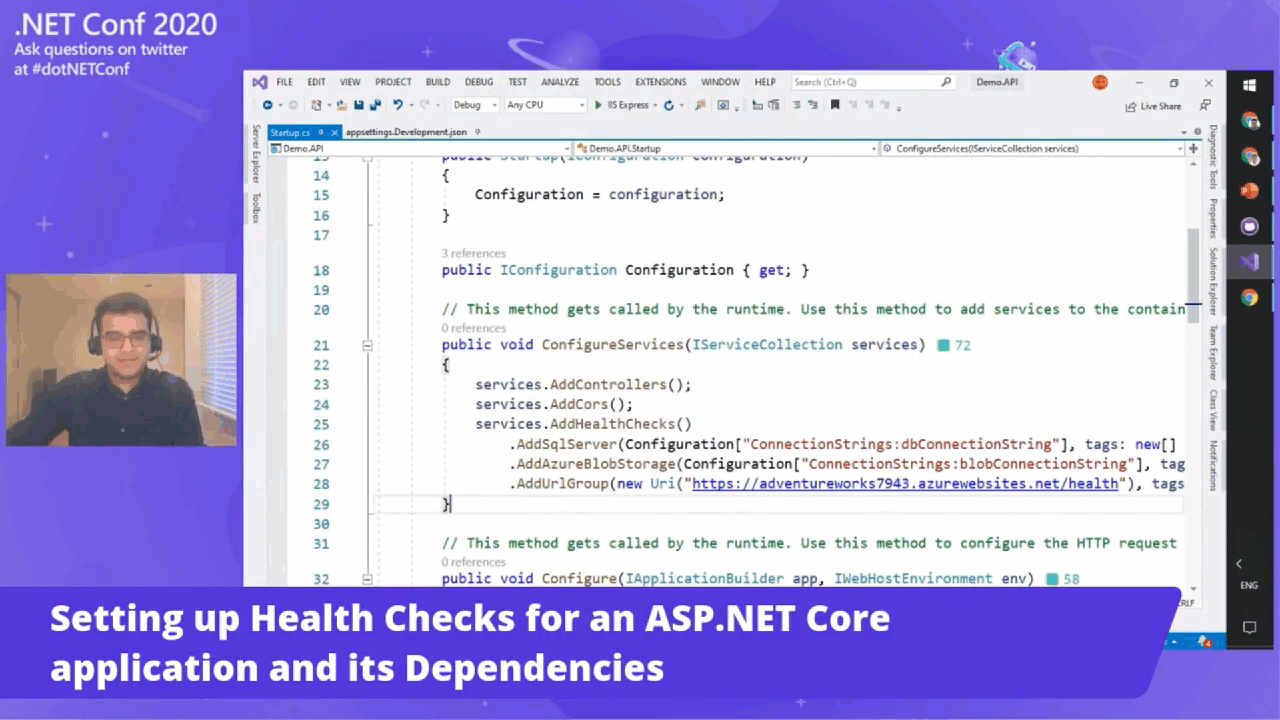 .NET Conf 2020
Ask questions on twitter
at #dotNETConf
FILE EDIT VIEW PROJECT BUILD DEBUG TEST ANALYZE TOOLS EXTENSIONS WINDOW HELP Search (Ctrl+Q) Demo.API
Debug Any CPU IIS Express Live Share
Startup.cs appsettings.Development.json
Demo.API Demo.API.Startup ConfigureServices(IServiceCollection services)
Server Explorer
Toolbox
13 public Startup(IConfiguration configuration)
14 {
15 Configuration = configuration;
16 }
17
3 references
18 public IConfiguration Configuration { get; }
19
20 // This method gets called by the runtime. Use this method to add services to the contain
0 references
21 public void ConfigureServices(IServiceCollection services) 72
22 {
23 services.AddControllers();
24 services.AddCors();
25 services.AddHealthChecks()
26 .AddSqlServer(Configuration["ConnectionStrings:dbConnectionString"], tags: new[]
27 .AddAzureBlobStorage(Configuration["ConnectionStrings:blobConnectionString"], tag
28 .AddUrlGroup(new Uri("https://adventureworks7943.azurewebsites.net/health"), tags
29 }
30
31 // This method gets called by the runtime. Use this method to configure the HTTP request
0 references
32 public void Configure(IApplicationBuilder app, IWebHostEnvironment env) 58
Diagnostic Tools
Properties
Solution Explorer
Team Explorer
Class View
Notifications
ENG
CRLF
Setting up Health Checks for an ASP.NET Core
application and its Dependencies